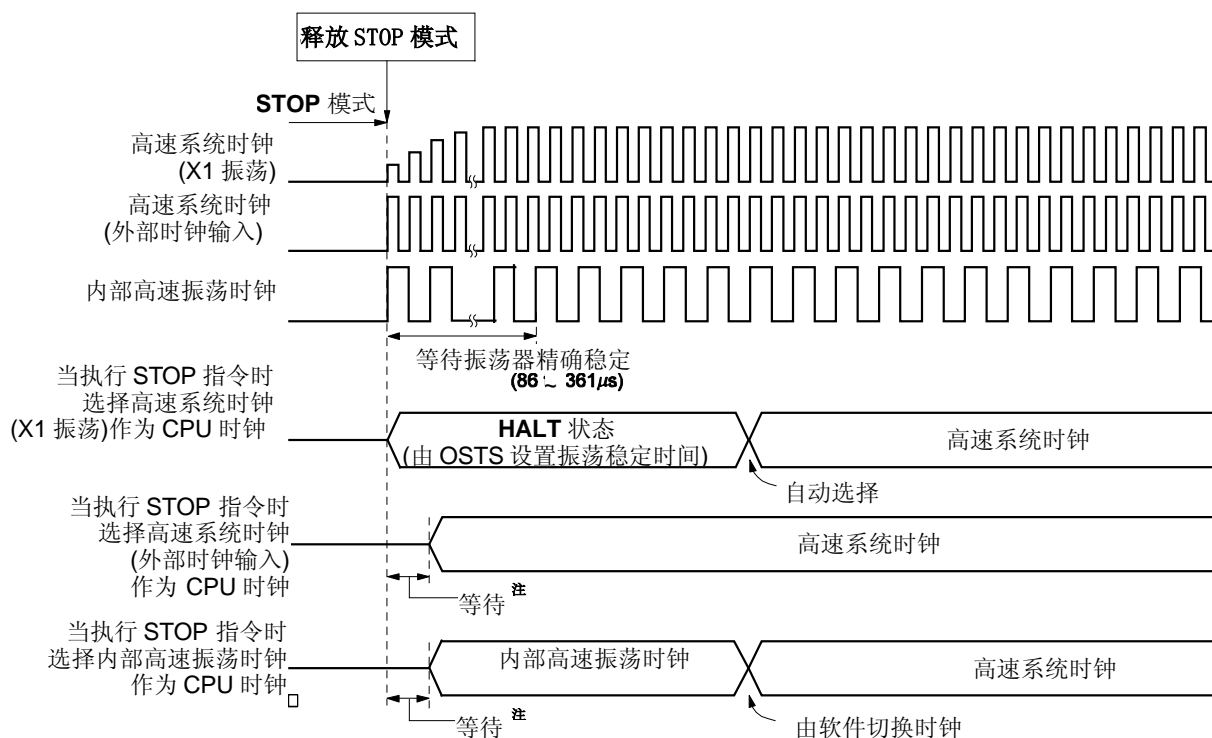 释放 STOP 模式
STOP 模式
高速系统时钟
(X1 振荡)
高速系统时钟
(外部时钟输入)
内部高速振荡时钟
等待振荡器精确稳定
(86 ~ 361μs)
当执行 STOP 指令时
选择高速系统时钟
(X1 振荡)作为 CPU 时钟
HALT 状态
(由 OSTS 设置振荡稳定时间)
高速系统时钟
自动选择
当执行 STOP 指令时
选择高速系统时钟
(外部时钟输入)
作为 CPU 时钟
高速系统时钟
等待 注
当执行 STOP 指令时
选择内部高速振荡时钟
作为 CPU 时钟
内部高速振荡时钟
高速系统时钟
等待 注
由软件切换时钟